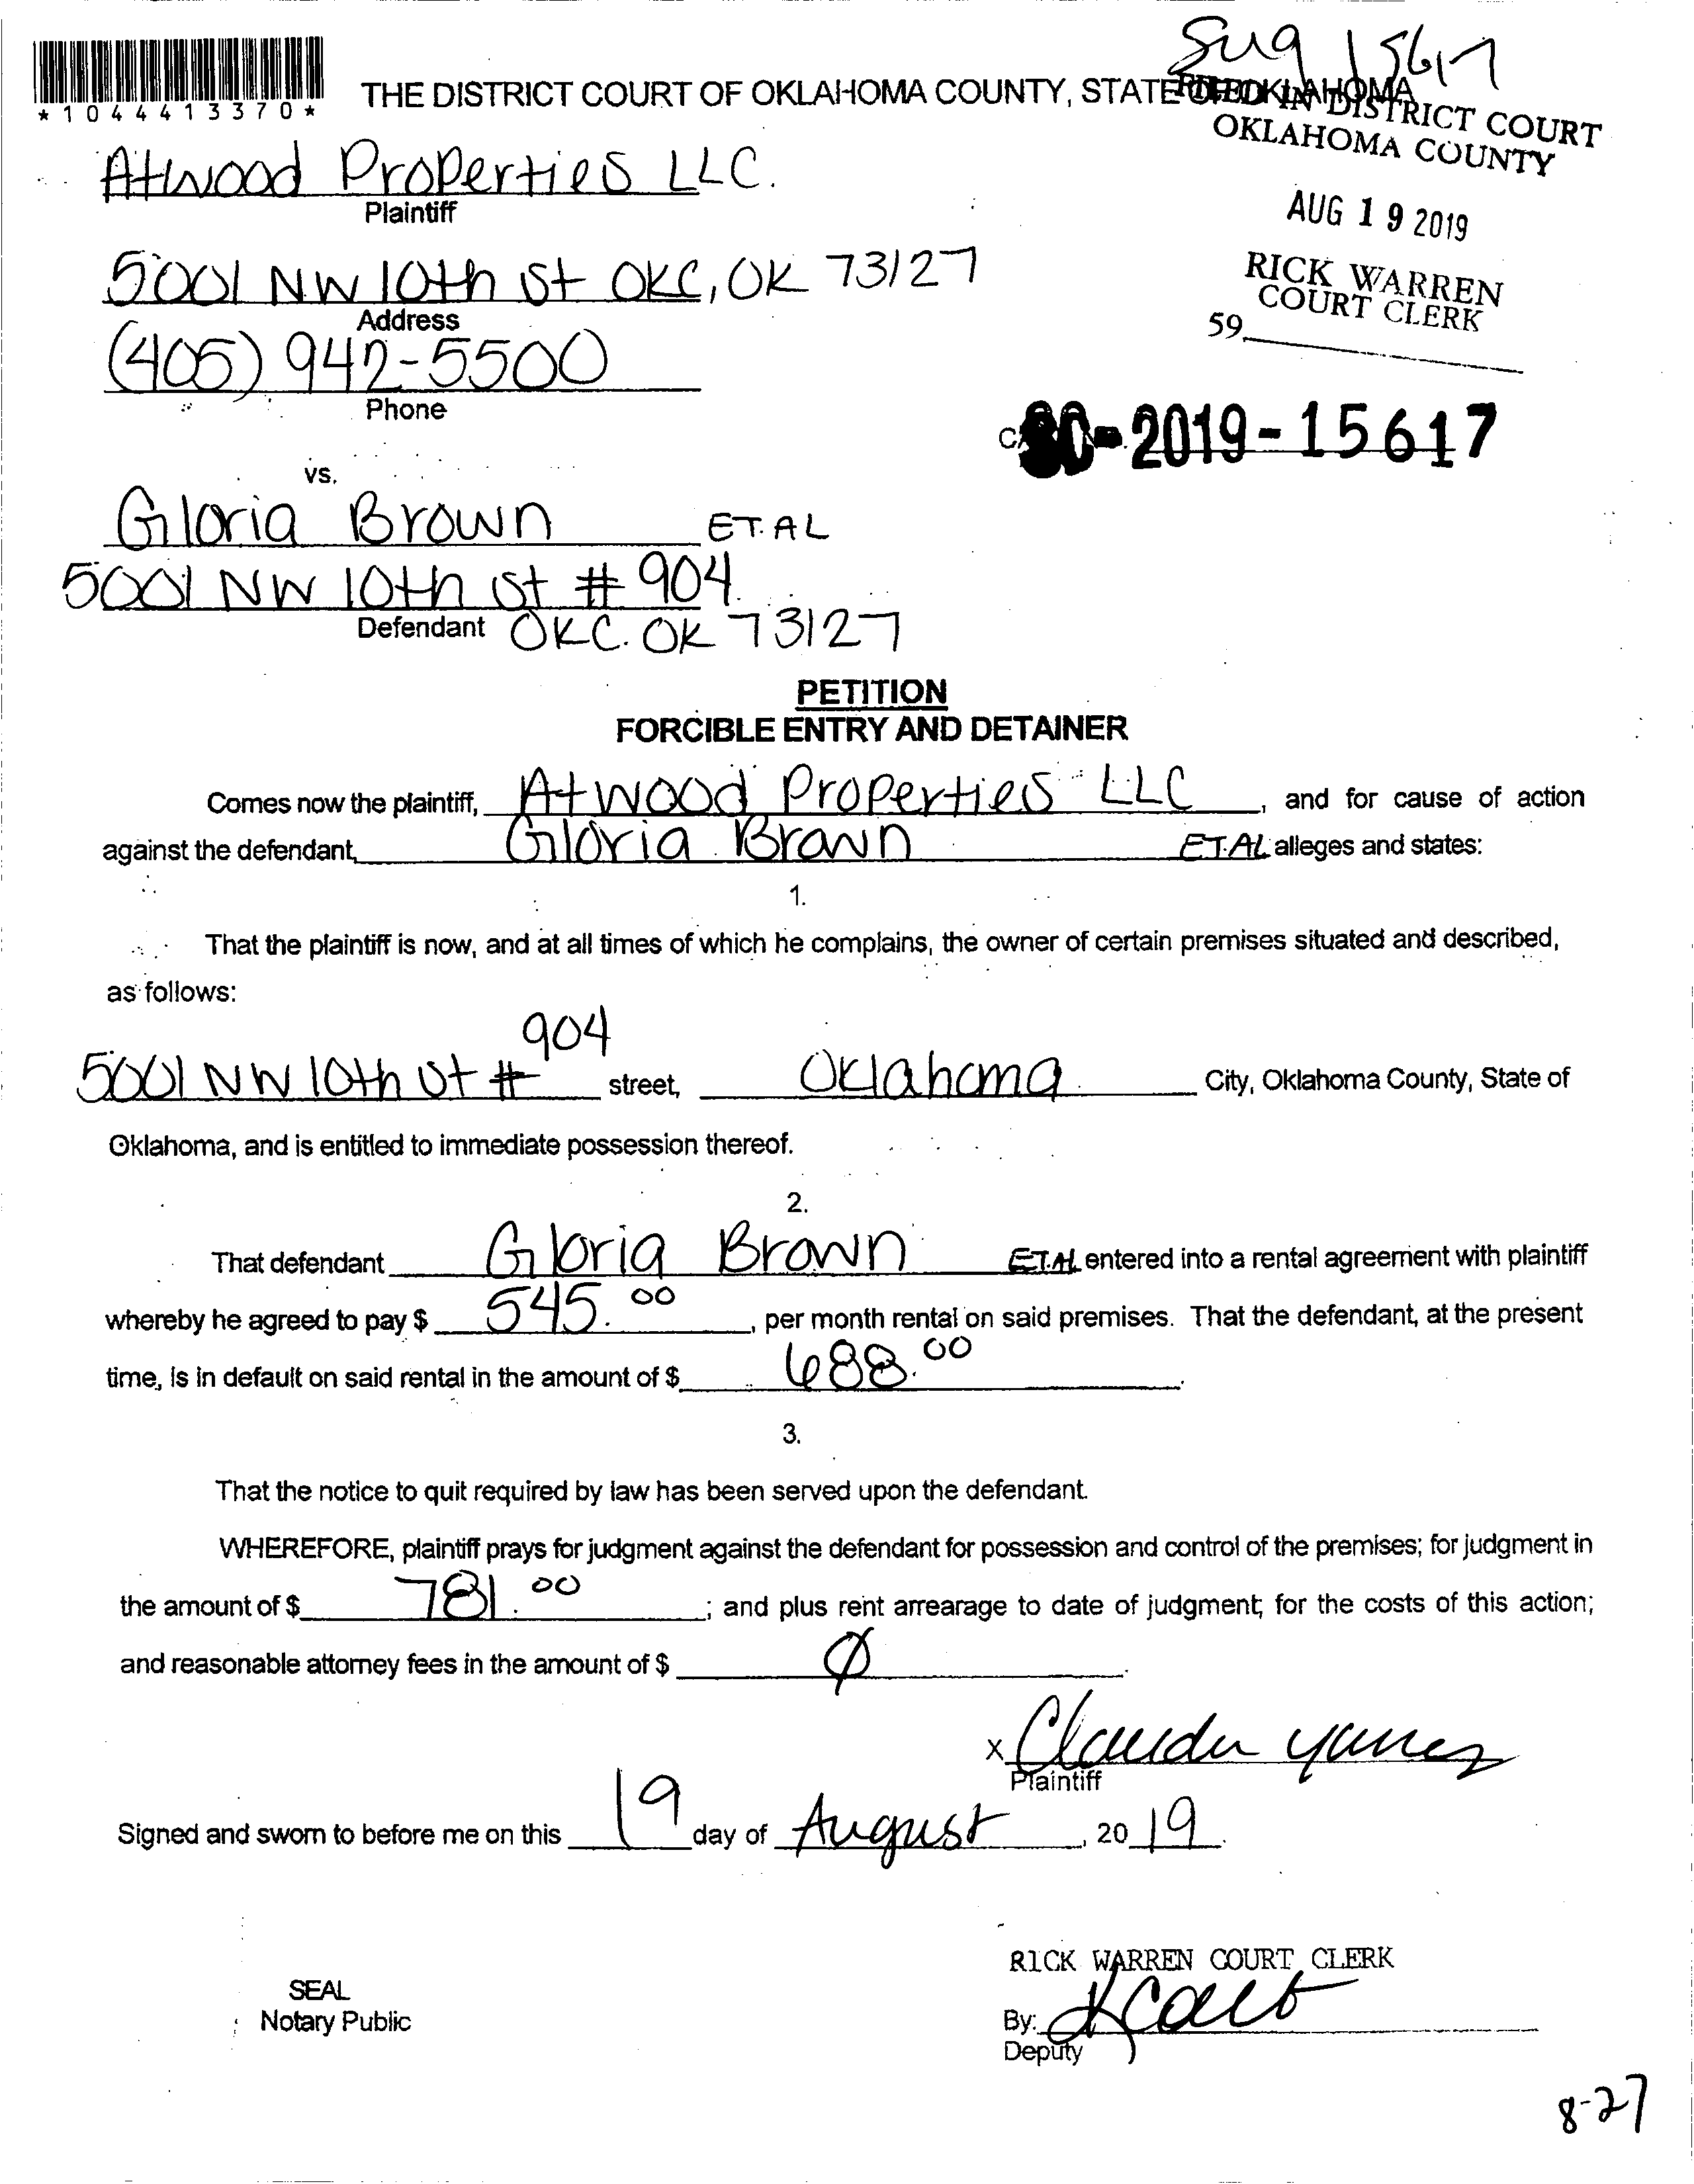 *1044413370*
THE DISTRICT COURT OF OKLAHOMA COUNTY, STATE OF OKLAHOMA
FILED IN DISTRICT COURT
OKLAHOMA COUNTY
AUG 19 2019
RICK WARREN
COURT CLERK
59
Atwood Properties LLC.
Plaintiff
5001 NW 10th St OKC, OK 73127
Address
(405) 942-5500
Phone
SC-2019-15617
vs.
Gloria Brown ET. AL
5001 NW 10th St # 904
Defendant OKC. OK 73127
PETITION
FORCIBLE ENTRY AND DETAINER
Comes now the plaintiff, Atwood Properties LLC, and for cause of action
against the defendant, Gloria Brown ET.AL alleges and states:
1.
That the plaintiff is now, and at all times of which he complains, the owner of certain premises situated and described,
as follows:
5001 NW 10th St # 904 street, Oklahoma City, Oklahoma County, State of
Oklahoma, and is entitled to immediate possession thereof.
2.
That defendant Gloria Brown ET.AL entered into a rental agreement with plaintiff
whereby he agreed to pay $ 545.00, per month rental on said premises. That the defendant, at the present
time, is in default on said rental in the amount of $ 688.00.
3.
That the notice to quit required by law has been served upon the defendant.
WHEREFORE, plaintiff prays for judgment against the defendant for possession and control of the premises; for judgment in
the amount of $ 781.00; and plus rent arrearage to date of judgment; for the costs of this action;
and reasonable attorney fees in the amount of $ Ø.
X Claudia Yanez
Plaintiff
Signed and sworn to before me on this 19 day of August, 2019.
SEAL
Notary Public
RICK WARREN COURT CLERK
By:
Deputy
8-27